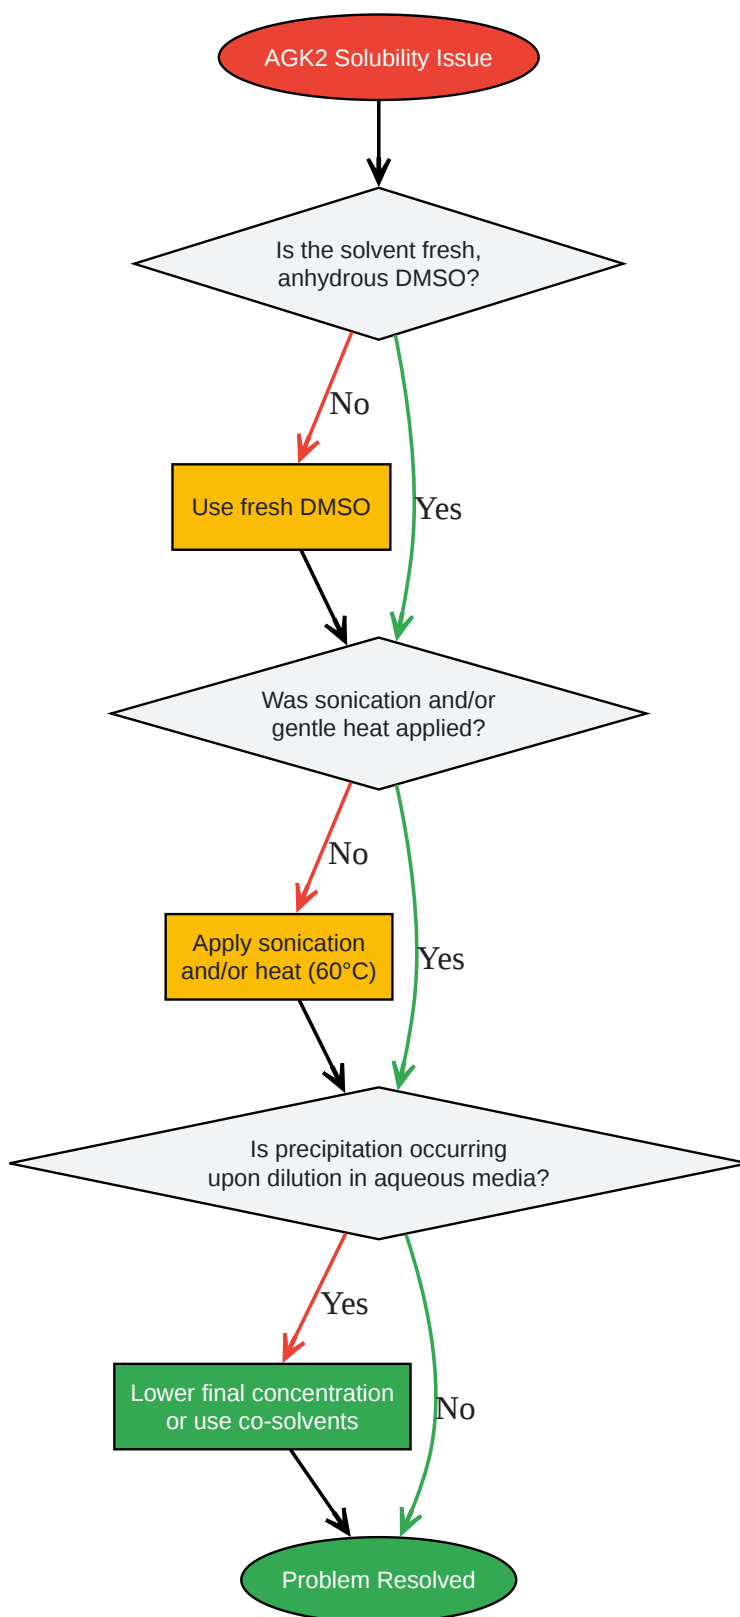 AGK2 Solubility Issue
Is the solvent fresh,
anhydrous DMSO?
No
Use fresh DMSO
Yes
Was sonication and/or
gentle heat applied?
No
Apply sonication
and/or heat (60°C)
Yes
Is precipitation occurring
upon dilution in aqueous media?
Yes
Lower final concentration
or use co-solvents
No
Problem Resolved